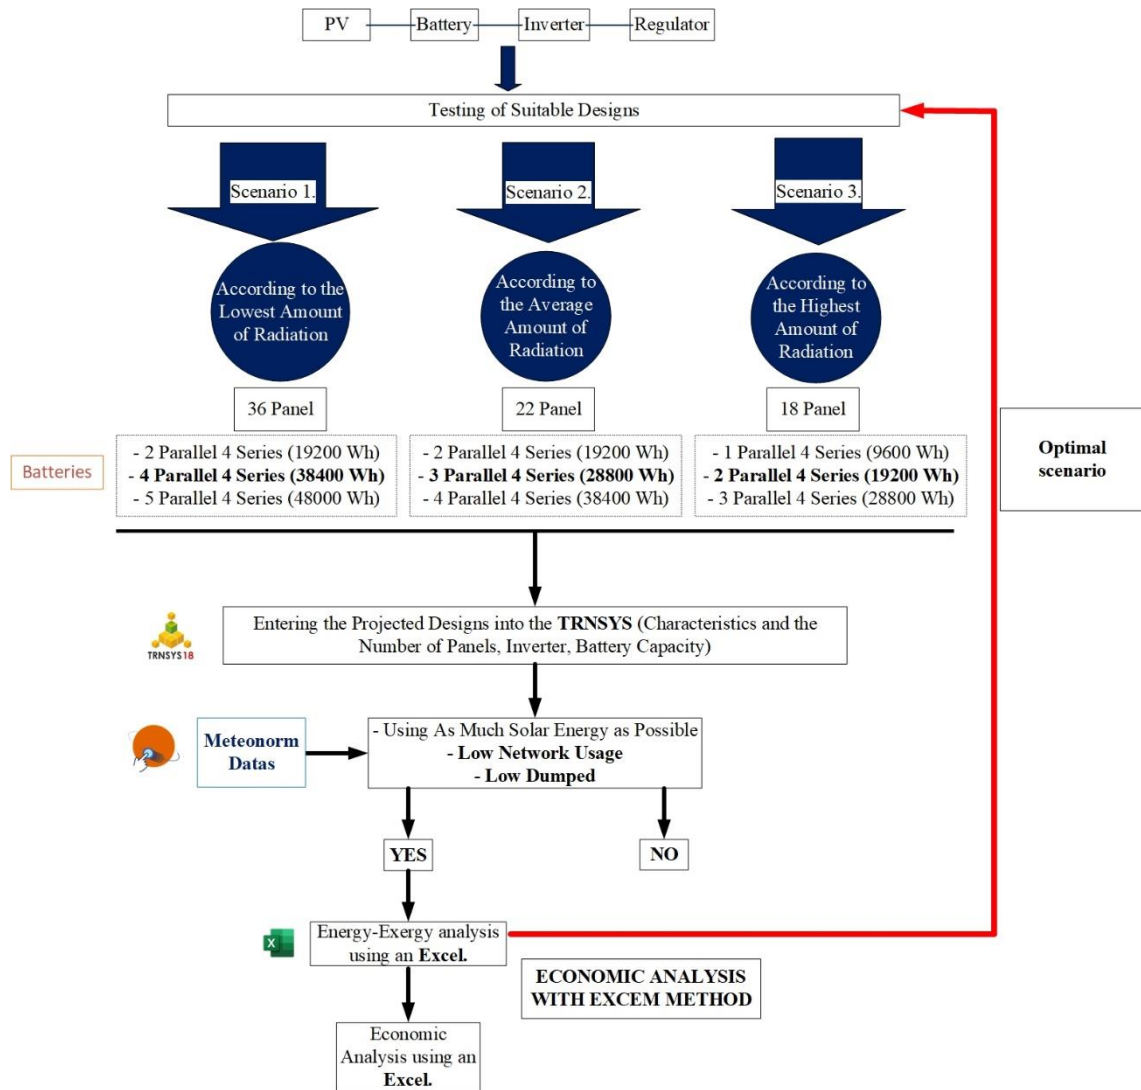 PV
Battery
Inverter
Regulator
Testing of Suitable Designs
Scenario 1.
Scenario 2.
Scenario 3.
According to the
Lowest Amount
of Radiation
According to
the Average
Amount of
Radiation
According to
the Highest
Amount of
Radiation
36 Panel
22 Panel
18 Panel
Batteries
- 2 Parallel 4 Series (19200 Wh)
- 4 Parallel 4 Series (38400 Wh)
- 5 Parallel 4 Series (48000 Wh)
- 2 Parallel 4 Series (19200 Wh)
- 3 Parallel 4 Series (28800 Wh)
- 4 Parallel 4 Series (38400 Wh)
- 1 Parallel 4 Series (9600 Wh)
- 2 Parallel 4 Series (19200 Wh)
- 3 Parallel 4 Series (28800 Wh)
Optimal
scenario
TRNSYS18
Entering the Projected Designs into the TRNSYS (Characteristics and the
Number of Panels, Inverter, Battery Capacity)
Meteonorm
Datas
- Using As Much Solar Energy as Possible
- Low Network Usage
- Low Dumped
YES
NO
X
Energy-Exergy analysis
using an Excel.
ECONOMIC ANALYSIS
WITH EXCEM METHOD
Economic
Analysis using an
Excel.